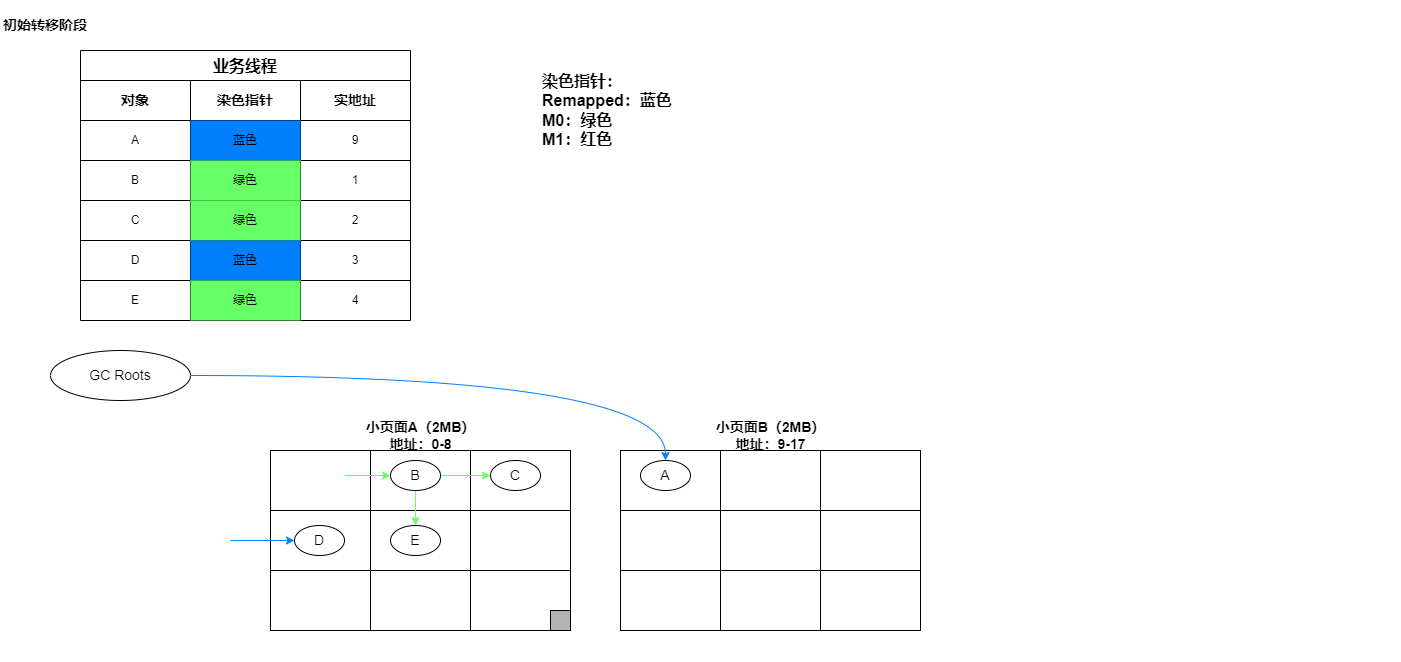 初始转移阶段
业务线程
对象 染色指针 实地址
A 蓝色 9
B 绿色 1
C 绿色 2
D 蓝色 3
E 绿色 4
染色指针：
Remapped：蓝色
M0：绿色
M1：红色
GC Roots
小页面A（2MB）
地址：0-8
小页面B（2MB）
地址：9-17
B
C
A
D
E